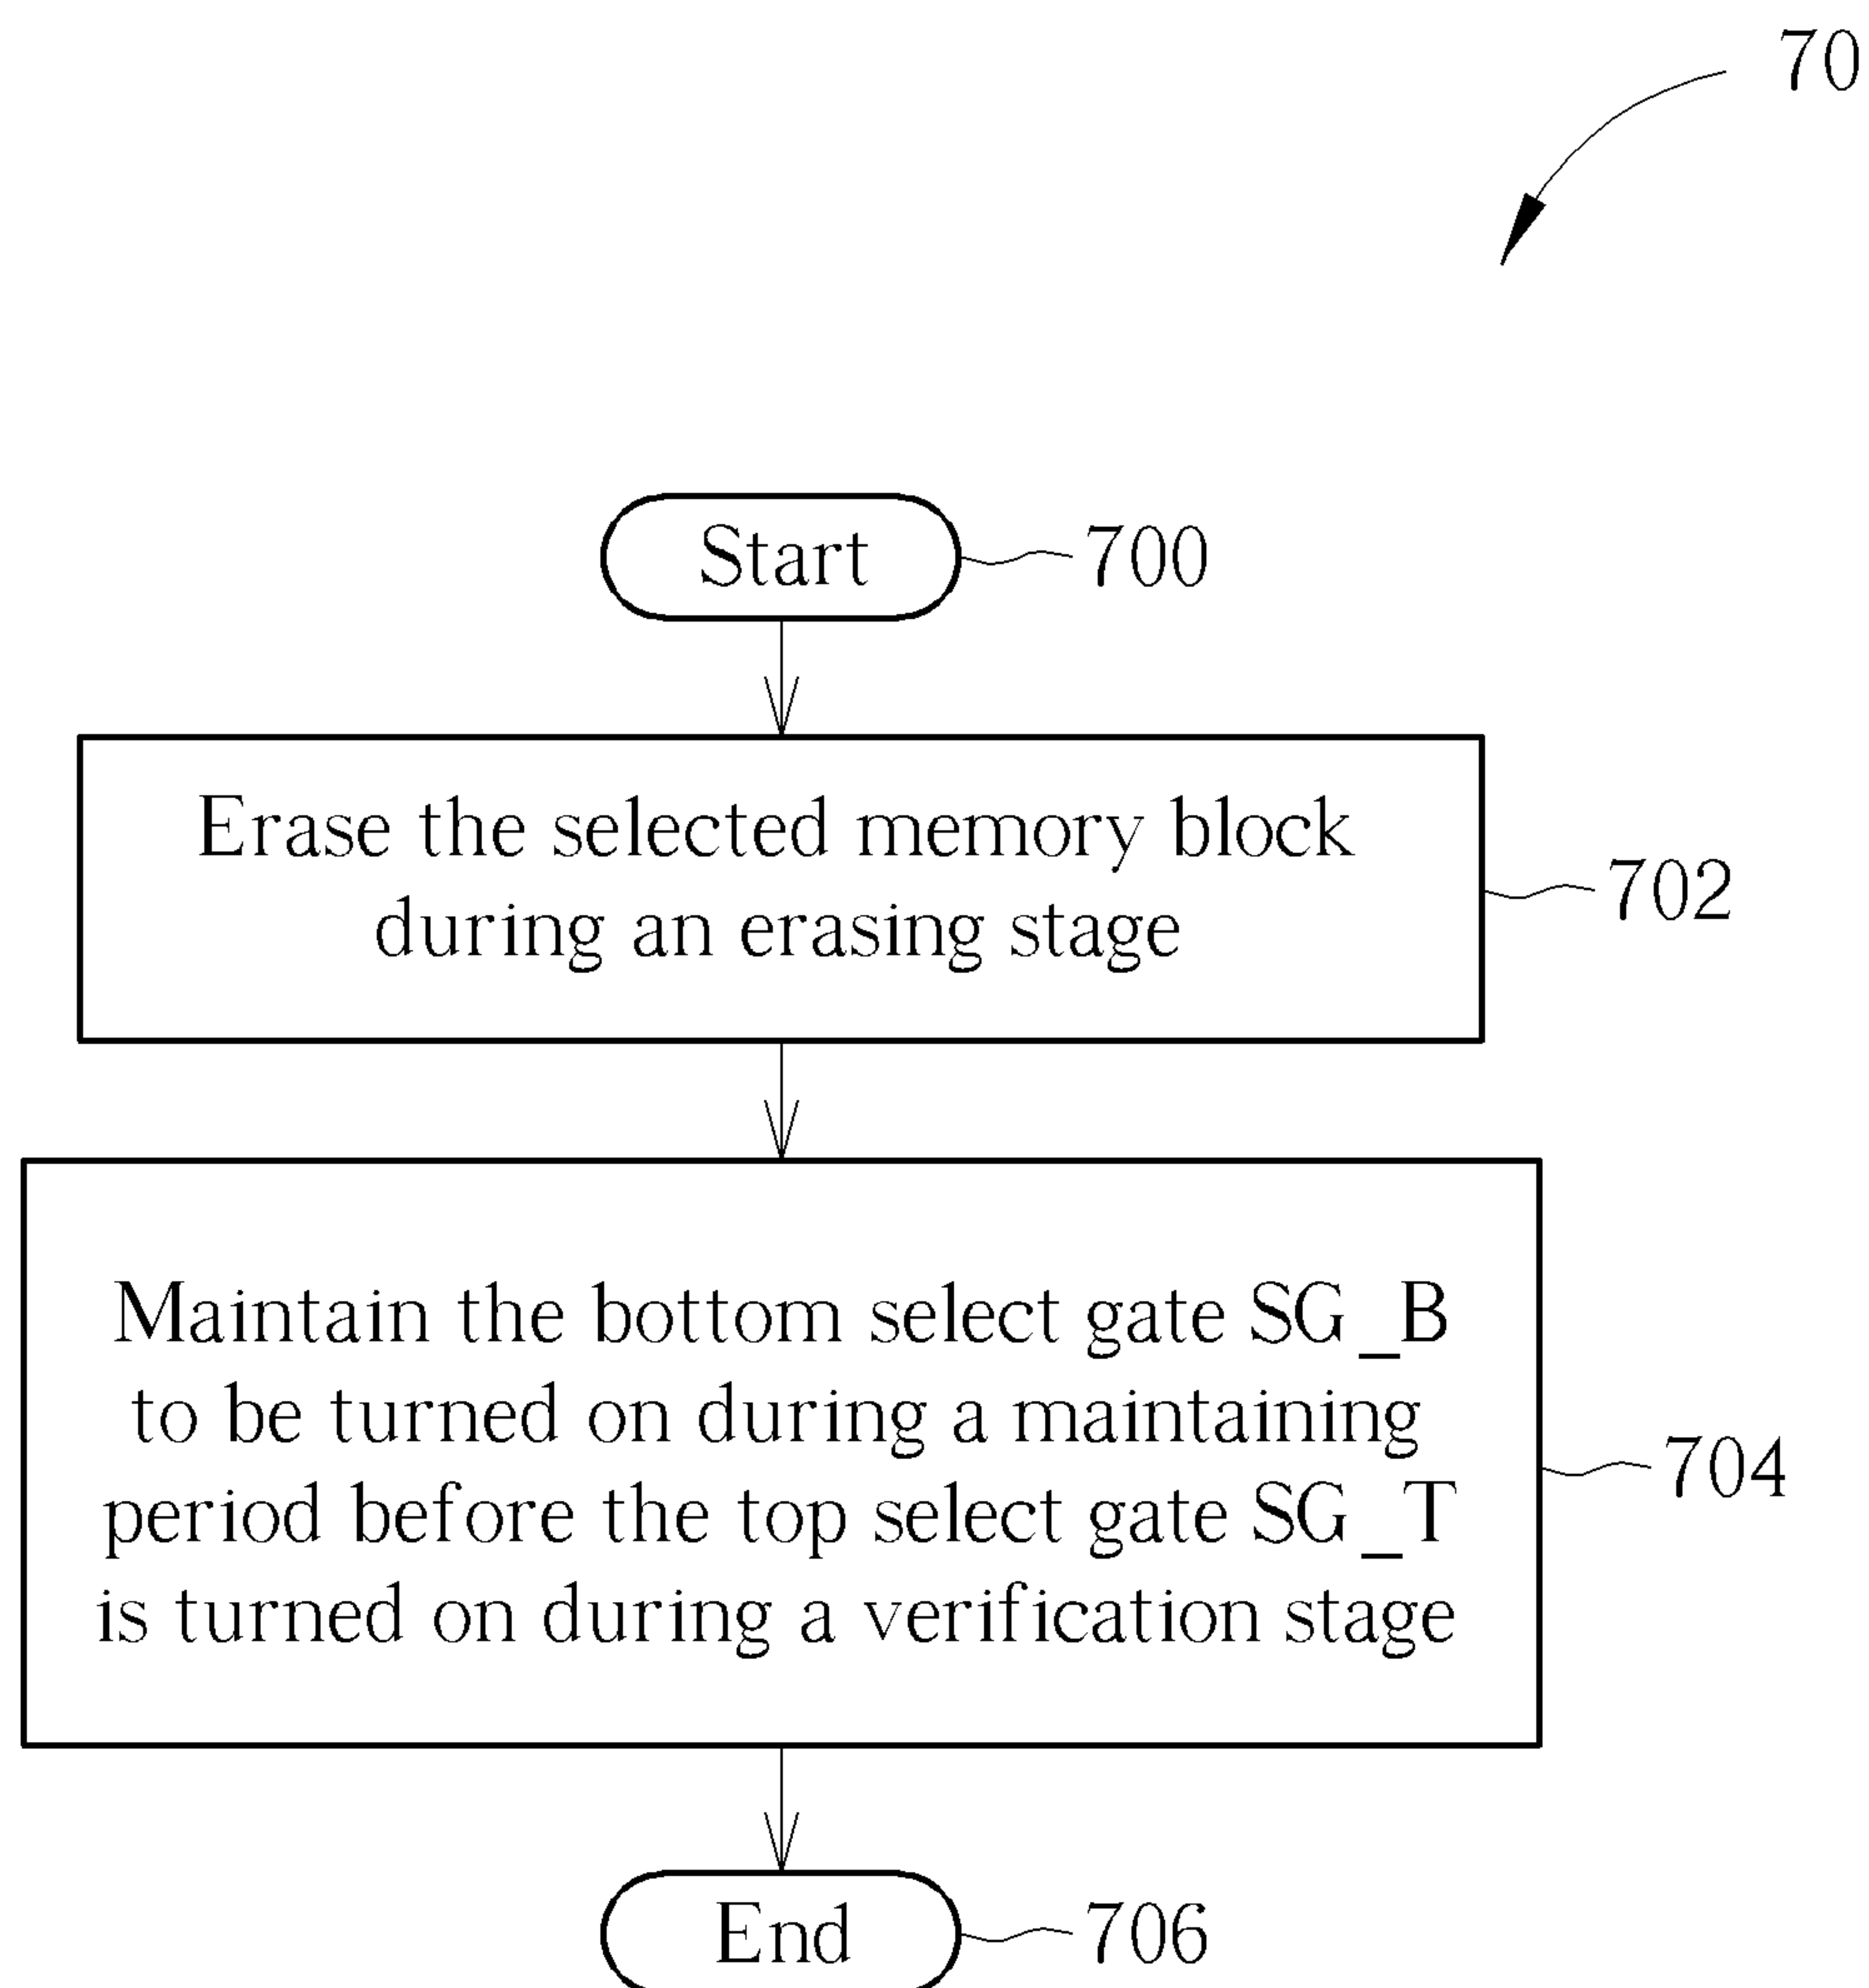 70
Start
700
Erase the selected memory block
during an erasing stage
702
Maintain the bottom select gate SG_B
to be turned on during a maintaining
period before the top select gate SG_T
is turned on during a verification stage
704
End
706